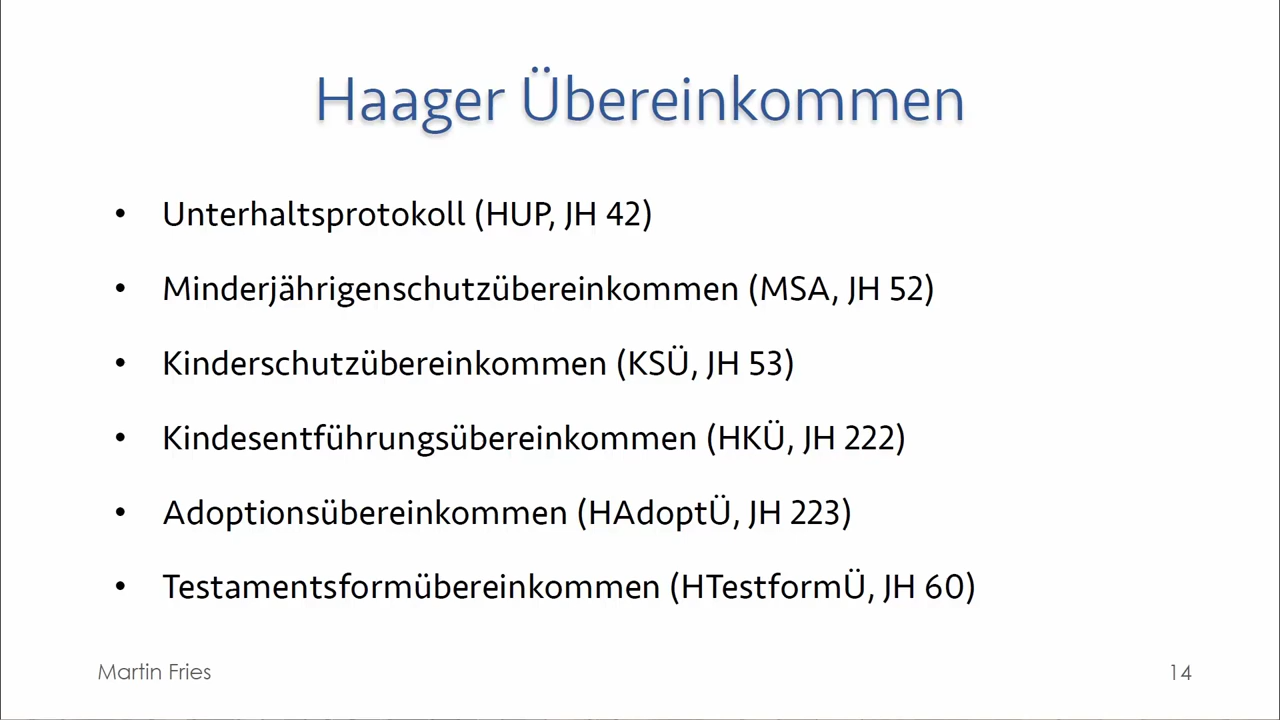 Haager Übereinkommen
• Unterhaltsprotokoll (HUP, JH 42)
• Minderjährigenschutzübereinkommen (MSA, JH 52)
• Kinderschutzübereinkommen (KSÜ, JH 53)
• Kindesentführungsübereinkommen (HKÜ, JH 222)
• Adoptionsübereinkommen (HAdoptÜ, JH 223)
• Testamentsformübereinkommen (HTestformÜ, JH 60)
Martin Fries
14